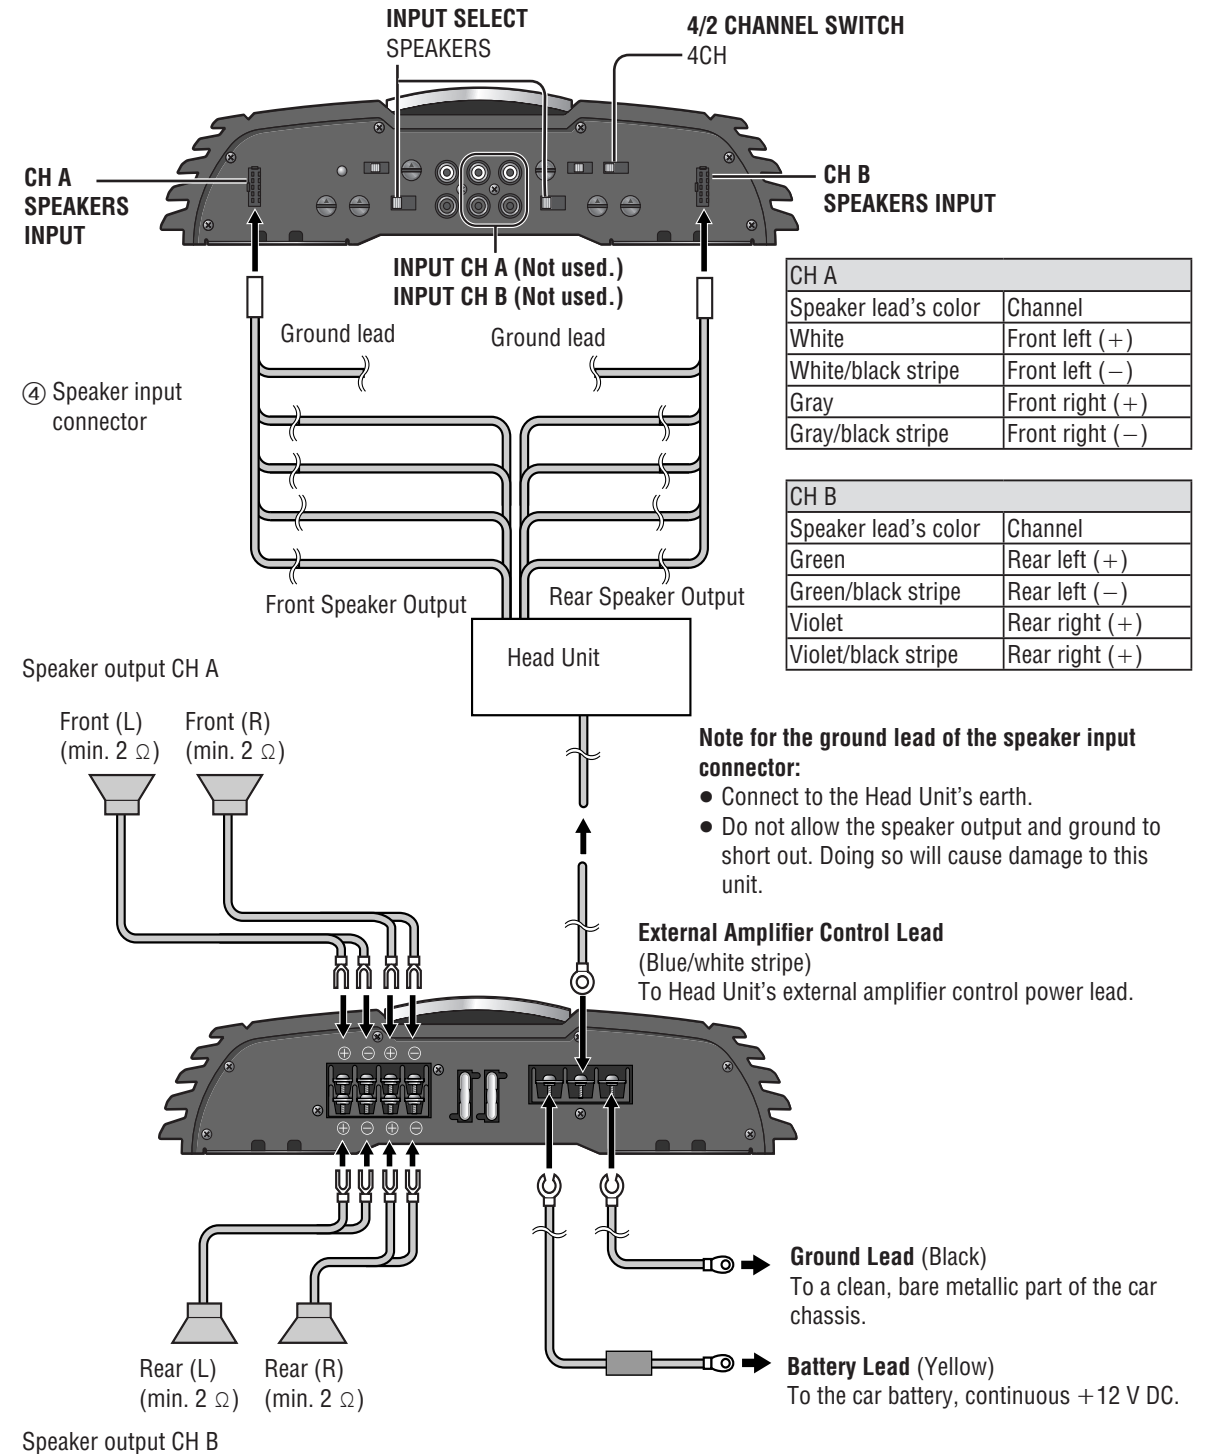 INPUT SELECT
SPEAKERS
4/2 CHANNEL SWITCH
4CH
CH A
SPEAKERS
INPUT
CH B
SPEAKERS INPUT
INPUT CH A (Not used.)
INPUT CH B (Not used.)
Ground lead
Ground lead
④ Speaker input
connector
CH A
Speaker lead's color Channel
White Front left (+)
White/black stripe Front left (−)
Gray Front right (+)
Gray/black stripe Front right (−)
CH B
Speaker lead's color Channel
Green Rear left (+)
Green/black stripe Rear left (−)
Violet Rear right (+)
Violet/black stripe Rear right (+)
Front Speaker Output
Rear Speaker Output
Head Unit
Speaker output CH A
Front (L)
(min. 2 Ω)
Front (R)
(min. 2 Ω)
Note for the ground lead of the speaker input
connector:
● Connect to the Head Unit's earth.
● Do not allow the speaker output and ground to
short out. Doing so will cause damage to this
unit.
External Amplifier Control Lead
(Blue/white stripe)
To Head Unit's external amplifier control power lead.
⊕ ⊖ ⊕ ⊖
⊕ ⊖ ⊕ ⊖
Ground Lead (Black)
To a clean, bare metallic part of the car
chassis.
Rear (L)
(min. 2 Ω)
Rear (R)
(min. 2 Ω)
Battery Lead (Yellow)
To the car battery, continuous +12 V DC.
Speaker output CH B